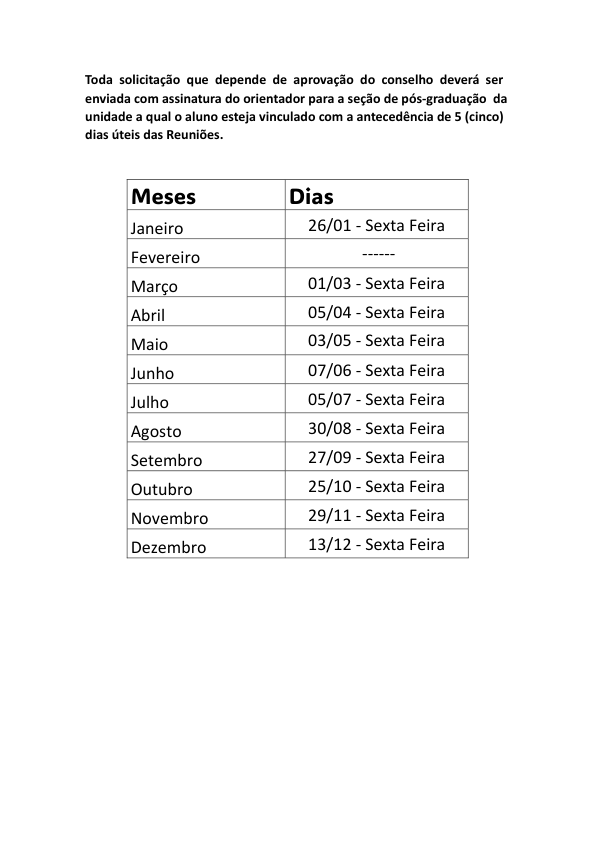 Toda solicitação que depende de aprovação do conselho deverá ser
enviada com assinatura do orientador para a seção de pós-graduação da
unidade a qual o aluno esteja vinculado com a antecedência de 5 (cinco)
dias úteis das Reuniões.
Meses Dias
Janeiro 26/01 - Sexta Feira
Fevereiro ------
Março 01/03 - Sexta Feira
Abril 05/04 - Sexta Feira
Maio 03/05 - Sexta Feira
Junho 07/06 - Sexta Feira
Julho 05/07 - Sexta Feira
Agosto 30/08 - Sexta Feira
Setembro 27/09 - Sexta Feira
Outubro 25/10 - Sexta Feira
Novembro 29/11 - Sexta Feira
Dezembro 13/12 - Sexta Feira